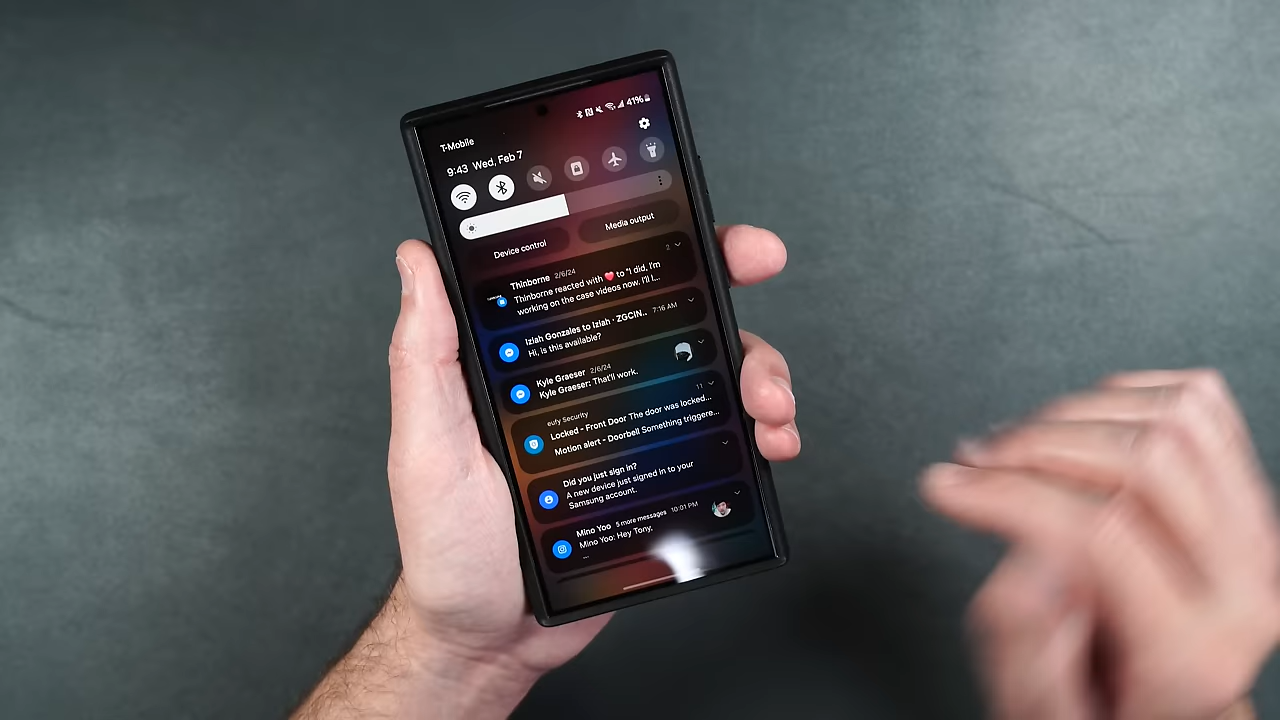 T-Mobile
41%
9:43 Wed, Feb 7
Device control
Media output
Thinborne 2/6/24 2
Thinborne reacted with ❤️ to "I did. I'm
working on the case videos now. I'll l...
Iziah Gonzales to Iziah · ZGCIN.. 7:16 AM
Hi, is this available?
Kyle Graeser 2/6/24
Kyle Graeser: That'll work.
eufy Security 11
Locked - Front Door The door was locked...
Motion alert - Doorbell Something triggere...
Did you just sign in?
A new device just signed in to your
Samsung account.
Mino Yoo 5 more messages 10:01 PM
Mino Yoo: Hey Tony,
...